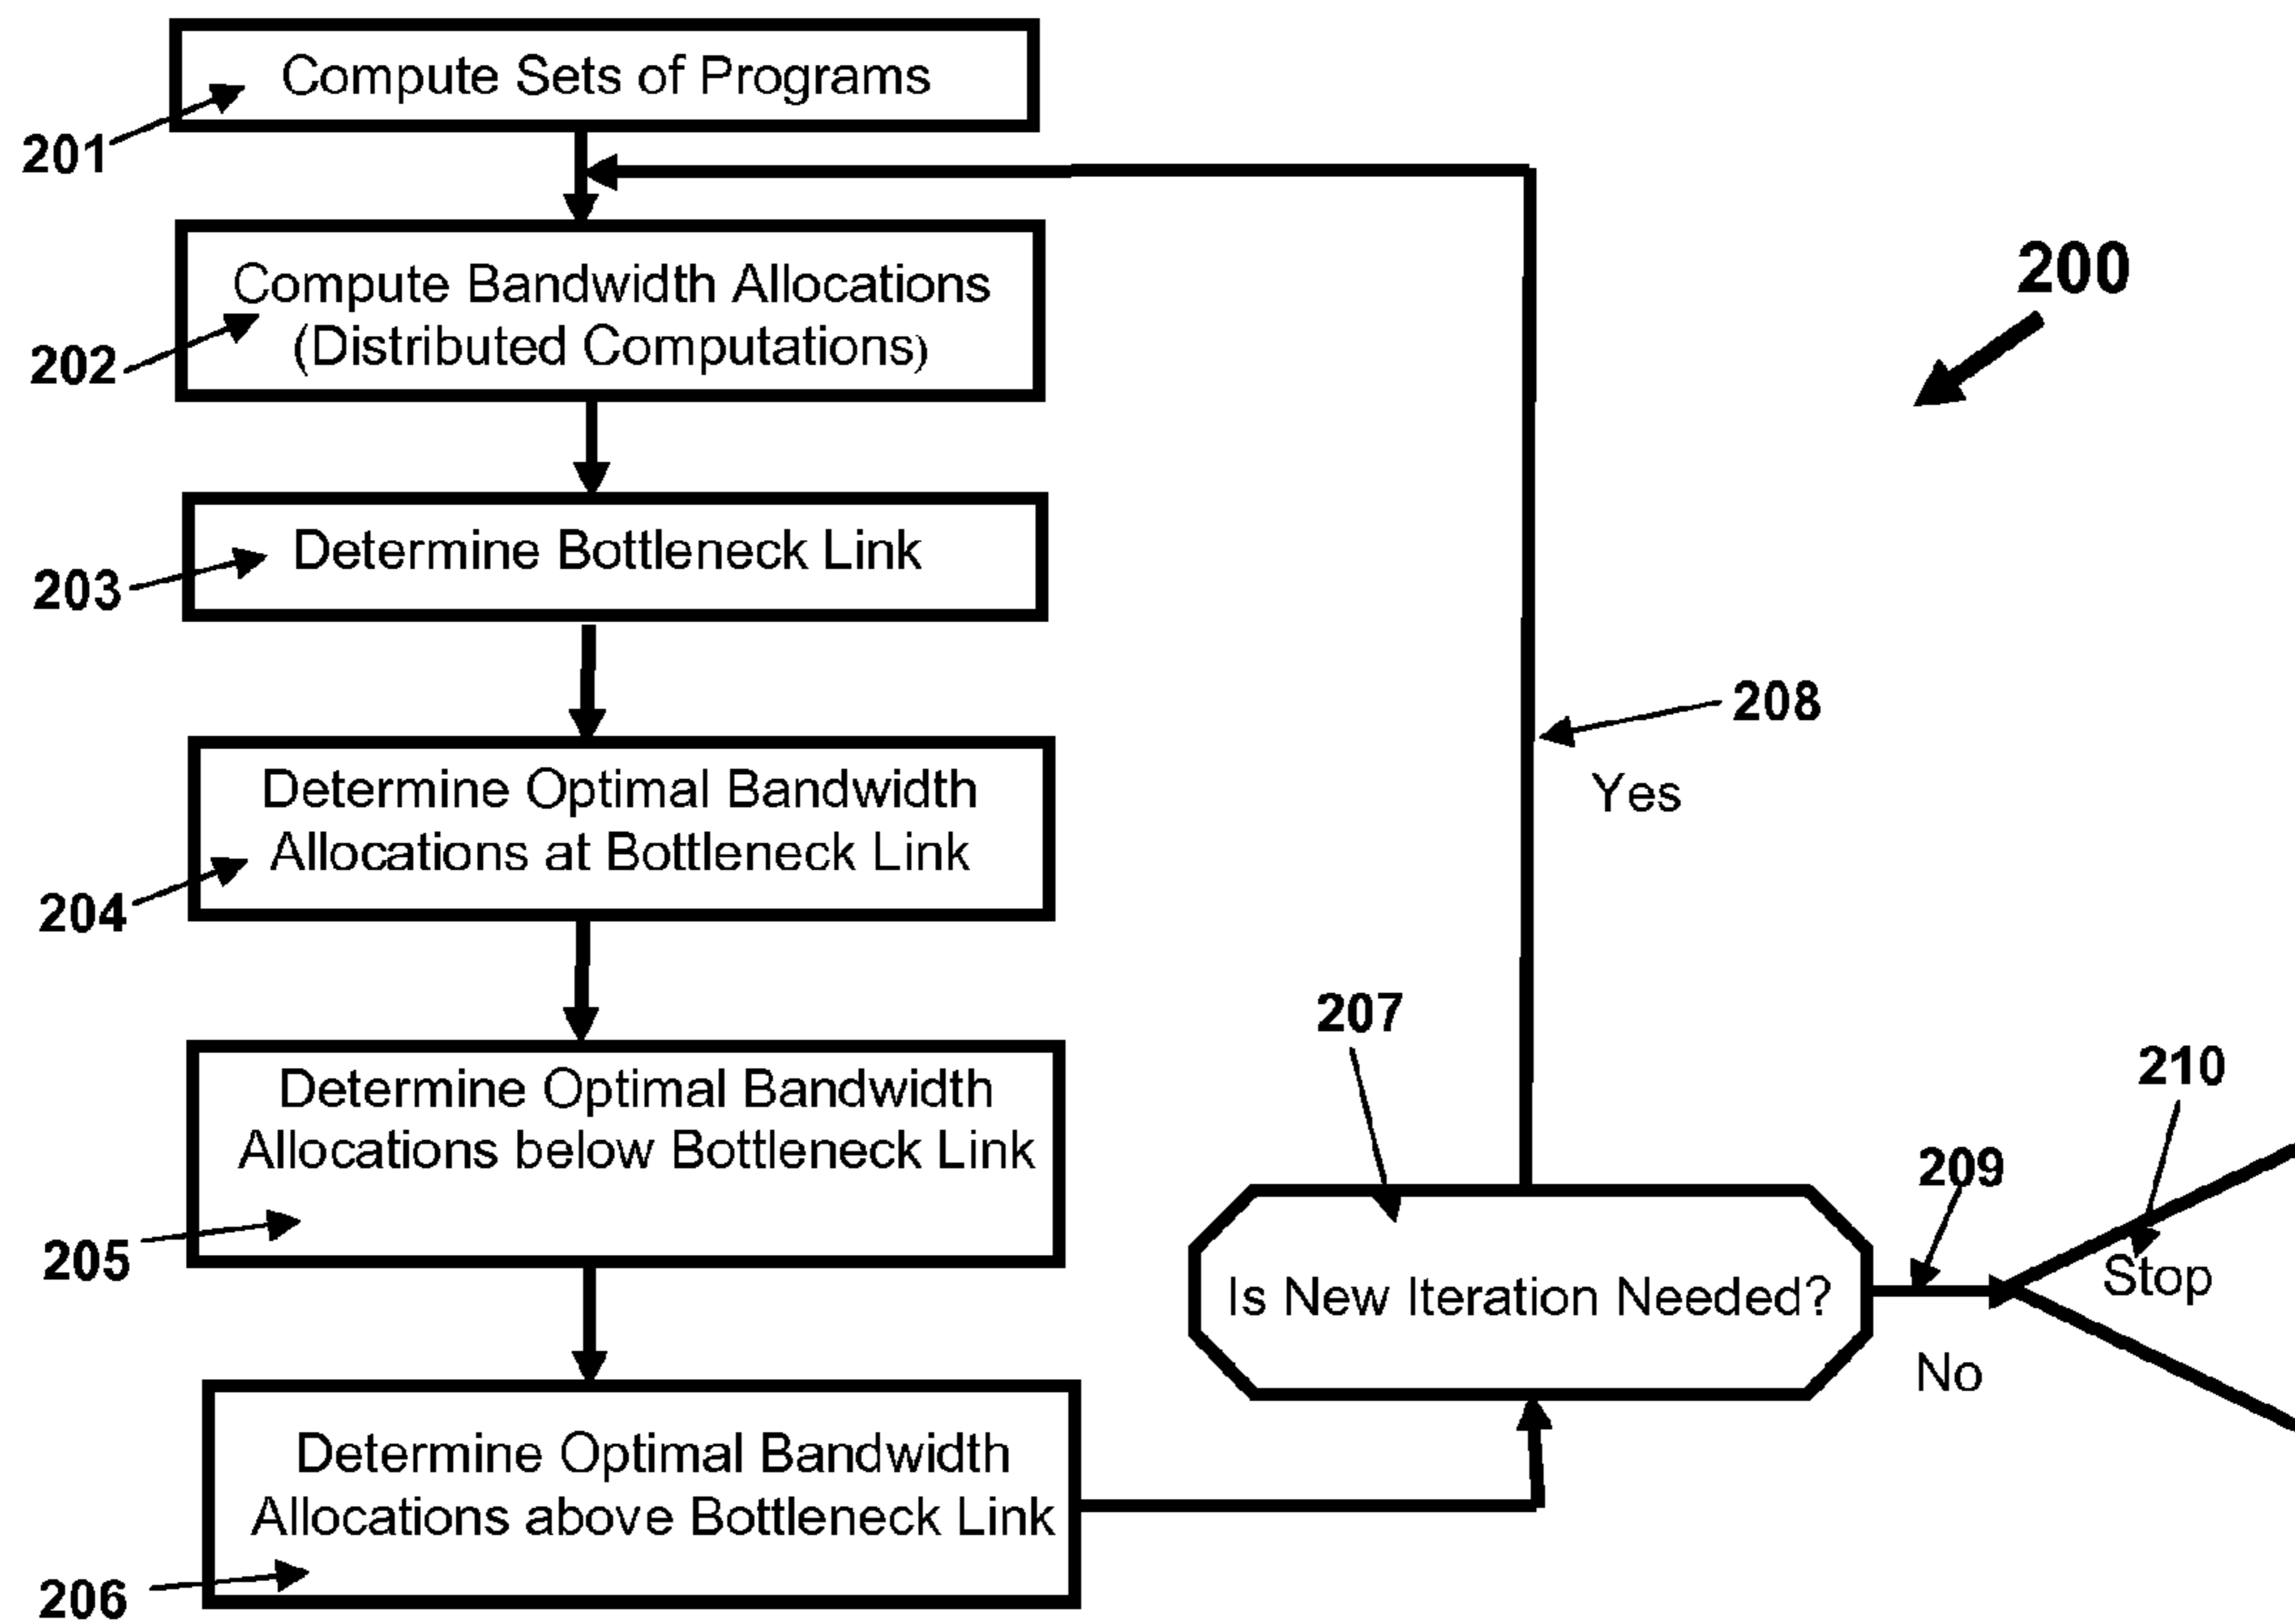 Compute Sets of Programs
201
Compute Bandwidth Allocations
(Distributed Computations)
202
200
Determine Bottleneck Link
203
208
Yes
Determine Optimal Bandwidth
Allocations at Bottleneck Link
204
207
210
Determine Optimal Bandwidth
Allocations below Bottleneck Link
205
209
Is New Iteration Needed?
Stop
No
Determine Optimal Bandwidth
Allocations above Bottleneck Link
206